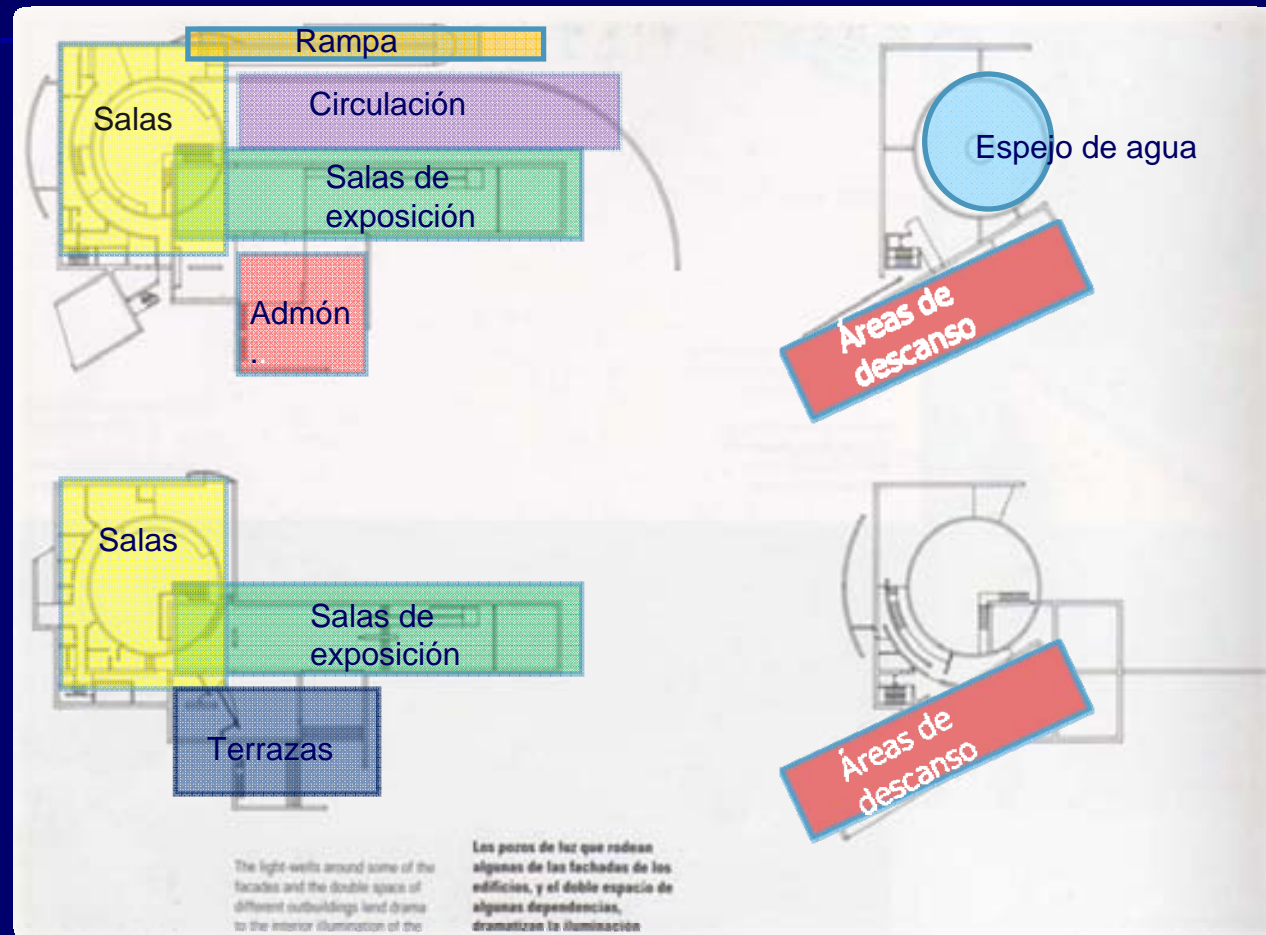 Rampa
Salas
Circulación
Espejo de agua
Salas de
exposición
Admón
.
Áreas de
descanso
Salas
Salas de
exposición
Terrazas
Áreas de
descanso
The light-wells around some of the
facades and the double space of
different outbuildings lend drama
to the interior illumination of the
Los pozos de luz que rodean
algunas de las fachadas de los
edificios, y el doble espacio de
algunas dependencias,
dramatizan la iluminación